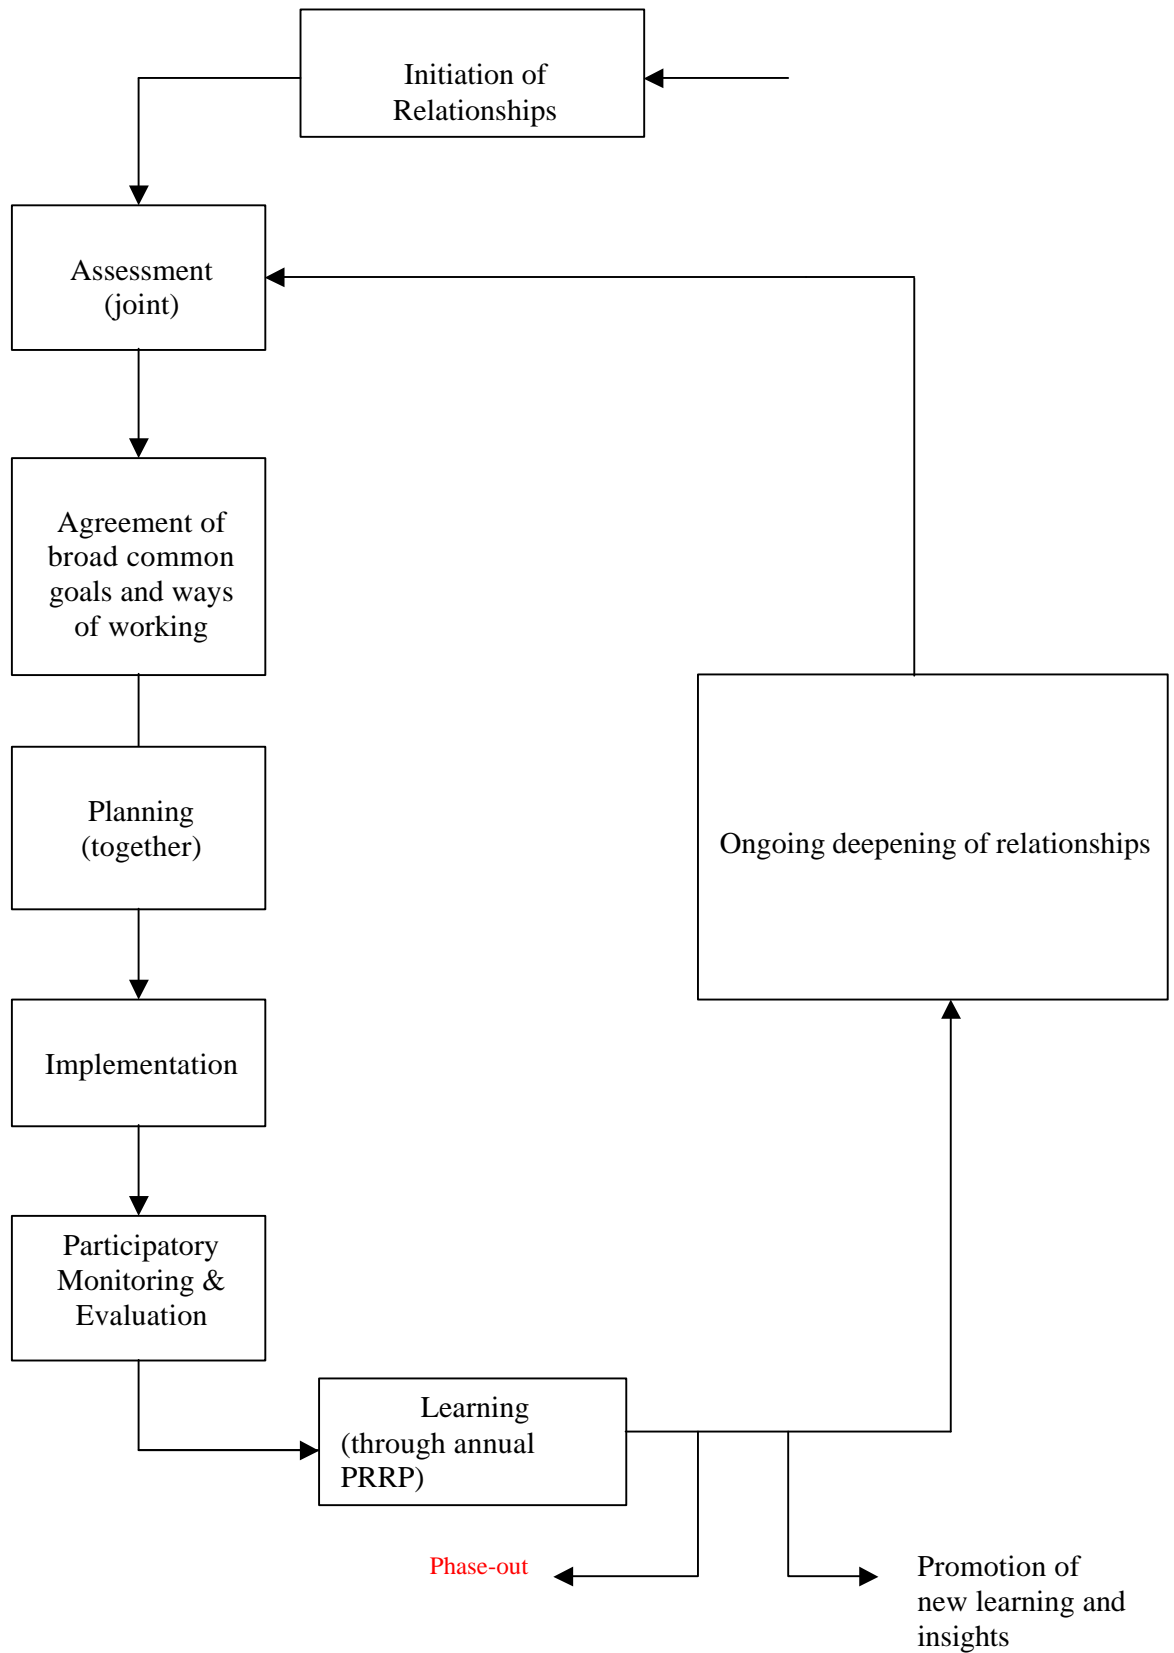 Initiation of
Relationships
Assessment
(joint)
Agreement of
broad common
goals and ways
of working
Planning
(together)
Ongoing deepening of relationships
Implementation
Participatory
Monitoring &
Evaluation
Learning
(through annual
PRRP)
Phase-out
Promotion of
new learning and
insights